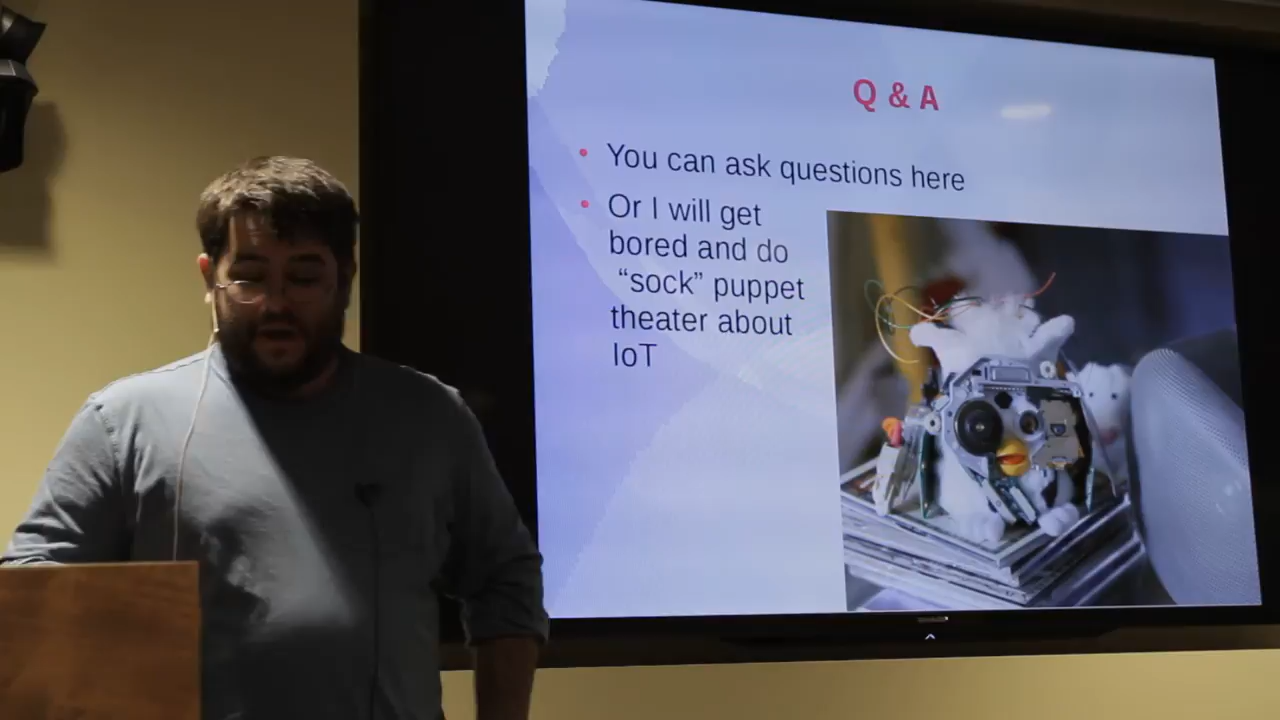 Q & A
You can ask questions here
Or I will get
bored and do
“sock” puppet
theater about
IoT